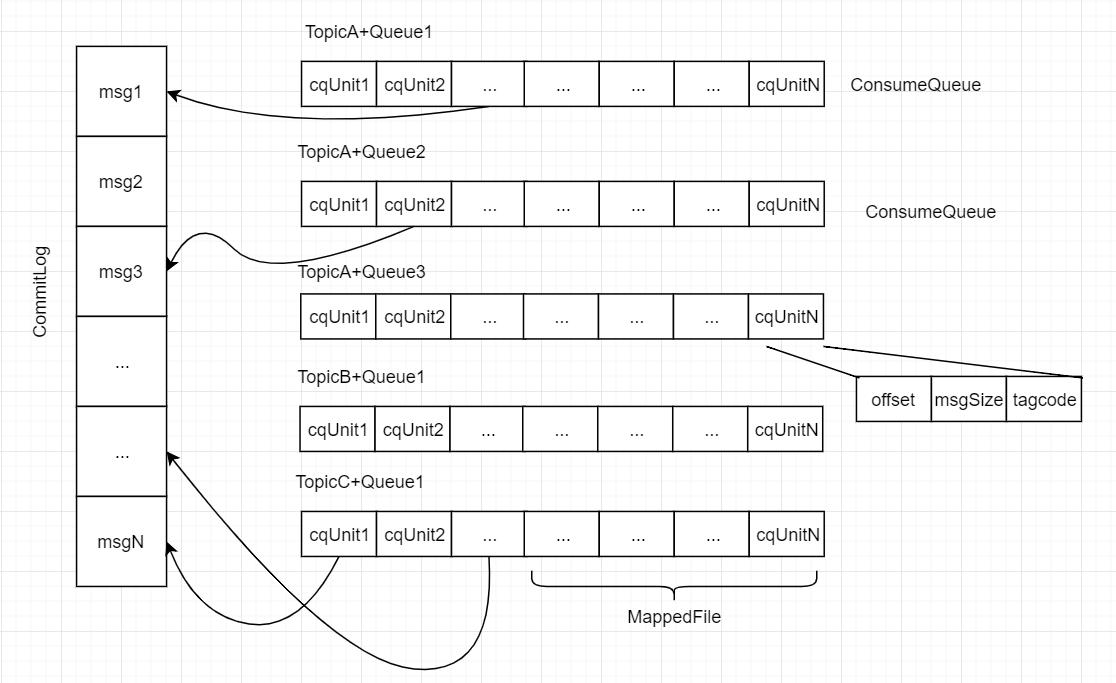 CommitLog
msg1
msg2
msg3
...
...
msgN
TopicA+Queue1
cqUnit1 cqUnit2 ... ... ... ... cqUnitN
ConsumeQueue
TopicA+Queue2
cqUnit1 cqUnit2 ... ... ... ... cqUnitN
ConsumeQueue
TopicA+Queue3
cqUnit1 cqUnit2 ... ... ... ... cqUnitN
offset msgSize tagcode
TopicB+Queue1
cqUnit1 cqUnit2 ... ... ... ... cqUnitN
TopicC+Queue1
cqUnit1 cqUnit2 ... ... ... ... cqUnitN
MappedFile